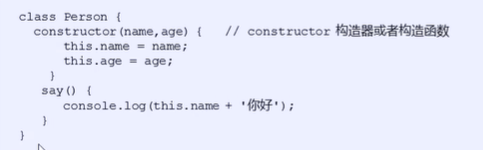 class Person {
constructor(name,age) { // constructor 构造器或者构造函数
this.name = name;
this.age = age;
}
say() {
console.log(this.name + '你好');
}
}